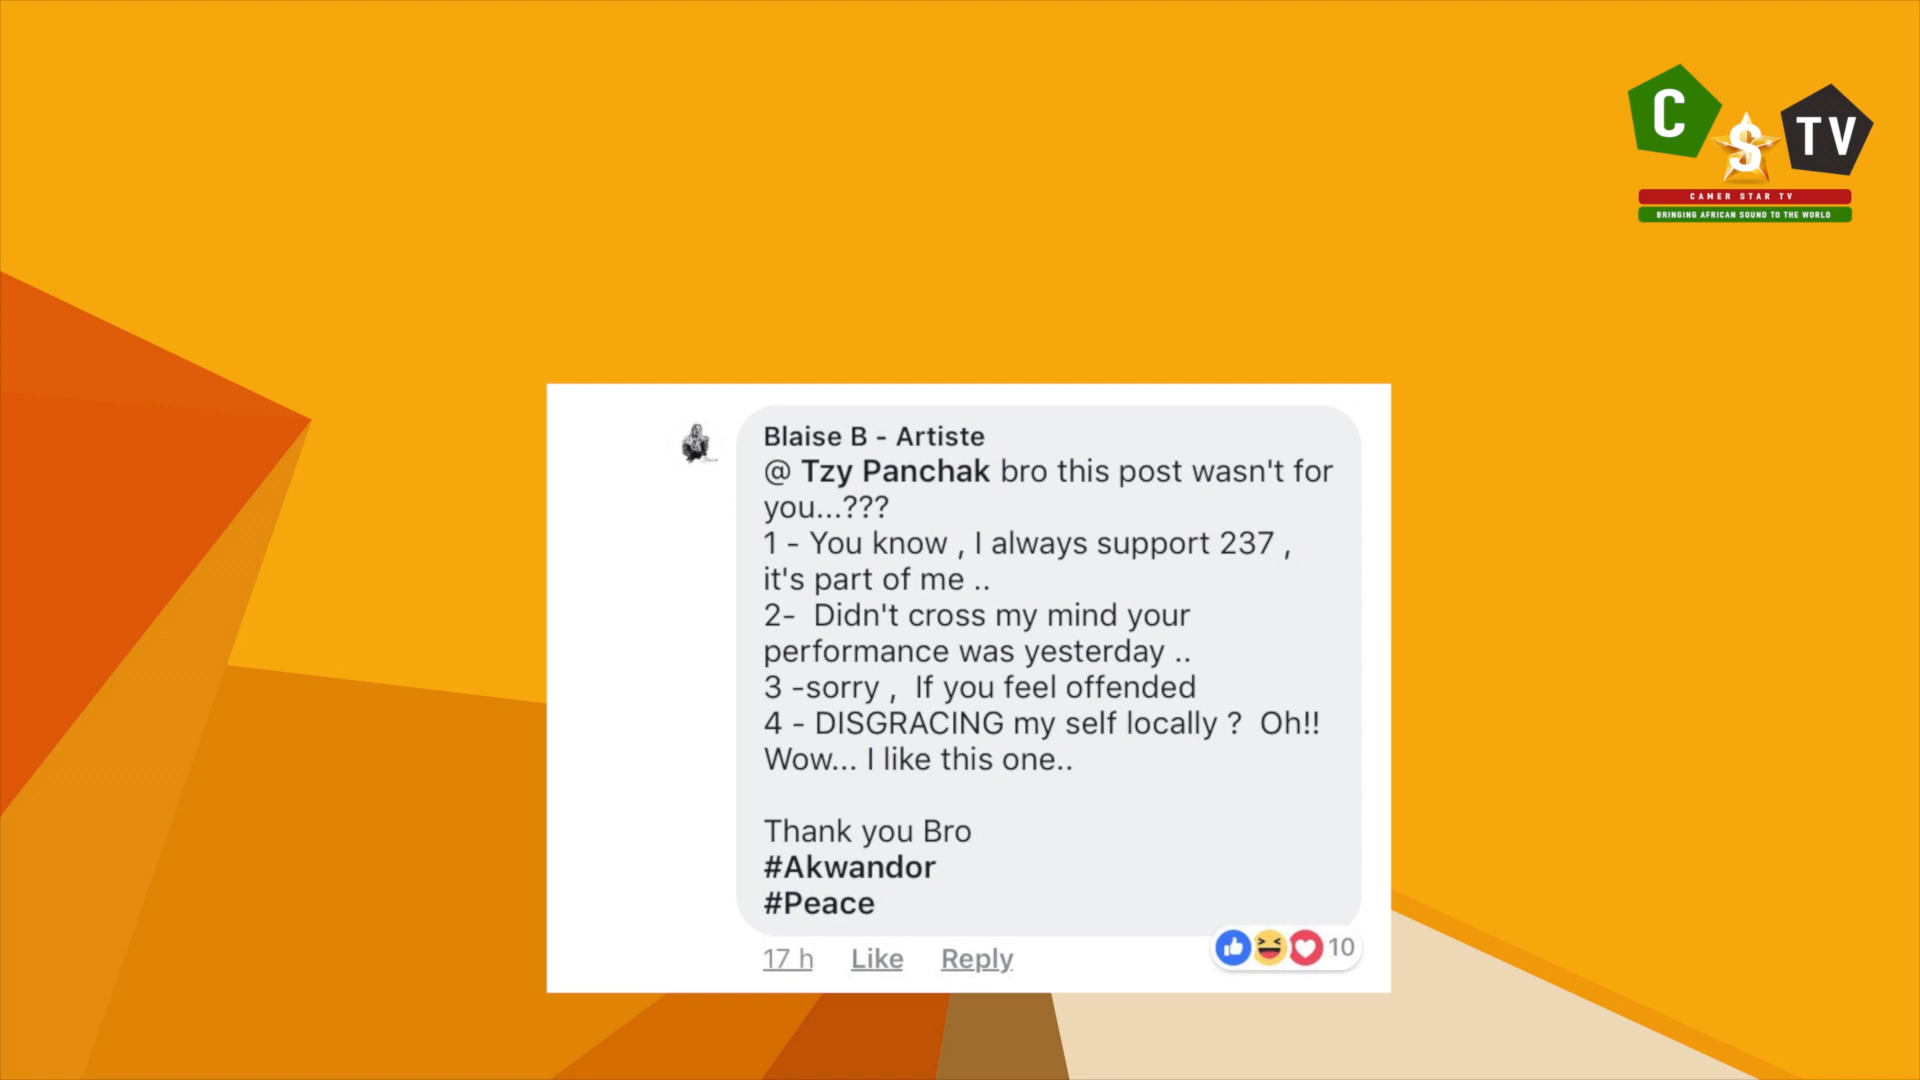 C
S
TV
CAMER STAR TV
BRINGING AFRICAN SOUND TO THE WORLD
Blaise B - Artiste
@ Tzy Panchak bro this post wasn't for
you...???
1 - You know , I always support 237 ,
it's part of me ..
2-  Didn't cross my mind your
performance was yesterday ..
3 -sorry ,  If you feel offended
4 - DISGRACING my self locally ?  Oh!!
Wow... I like this one..
Thank you Bro
#Akwandor
#Peace
17 h Like Reply 10